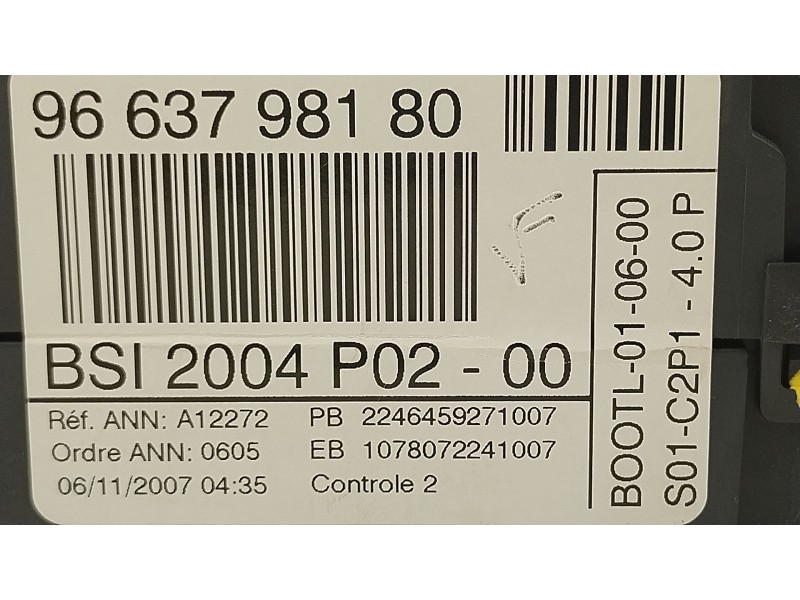 96 637 981 80
BSI 2004 P02 - 00
Réf. ANN: A12272 PB 2246459271007
Ordre ANN: 0605 EB 1078072241007
06/11/2007 04:35 Controle 2
BOOTL-01-06-00
S01-C2P1 - 4.0 P